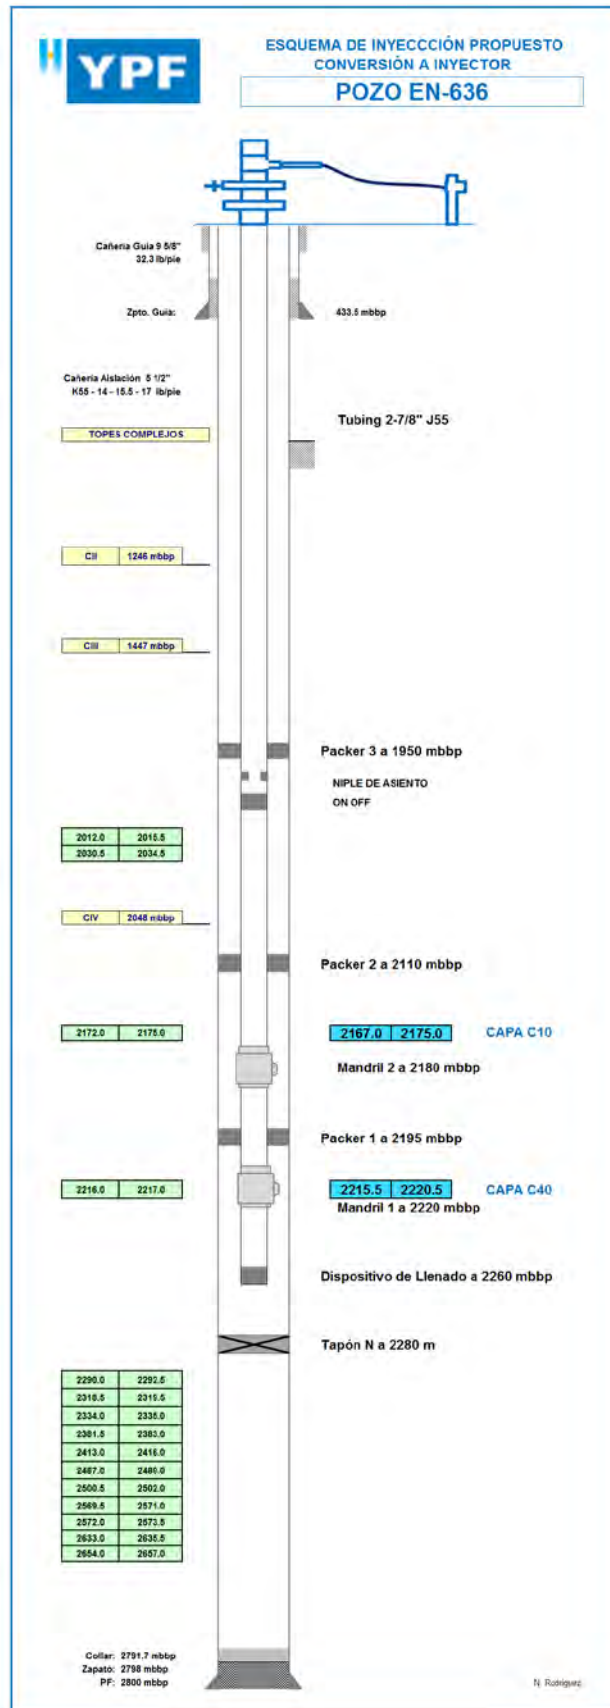 YPF
ESQUEMA DE INYECCCIÓN PROPUESTO
CONVERSIÓN A INYECTOR
POZO EN-636
Cañeria Guia 9 5/8"
32.3 lb/pie
Zpto. Guia:
433.5 mbbp
Cañeria Aislación 5 1/2"
K55 - 14 - 15.5 - 17 lb/pie
Tubing 2-7/8" J55
TOPES COMPLEJOS
CII 1246 mbbp
CIII 1447 mbbp
Packer 3 a 1950 mbbp
NIPLE DE ASIENTO
ON OFF
2012.0 2015.5
2030.5 2034.5
CIV 2048 mbbp
Packer 2 a 2110 mbbp
2172.0 2175.0
2167.0 2175.0 CAPA C10
Mandril 2 a 2180 mbbp
Packer 1 a 2195 mbbp
2216.0 2217.0
2215.5 2220.5 CAPA C40
Mandril 1 a 2220 mbbp
Dispositivo de Llenado a 2260 mbbp
Tapón N a 2280 m
2290.0 2292.5
2318.5 2319.5
2334.0 2335.0
2381.5 2383.0
2413.0 2415.0
2487.0 2489.0
2500.5 2502.0
2569.5 2571.0
2572.0 2573.5
2633.0 2635.5
2654.0 2657.0
Collar: 2791.7 mbbp
Zapato: 2798 mbbp
PF: 2800 mbbp
N. Rodriguez